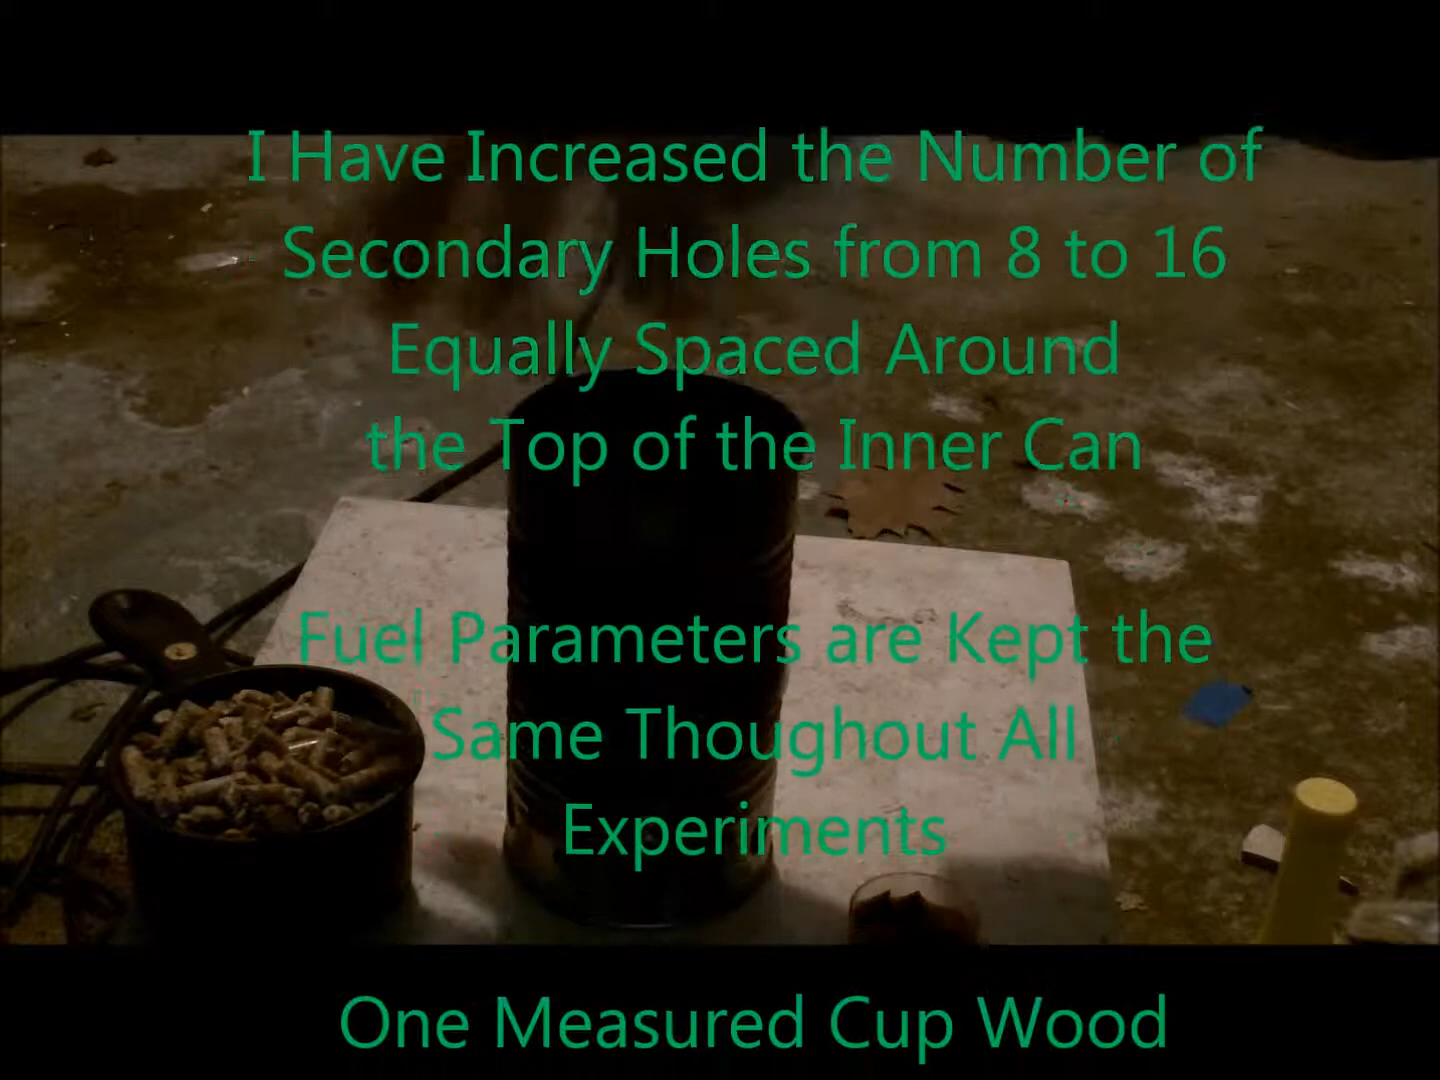 I Have Increased the Number of
Secondary Holes from 8 to 16
Equally Spaced Around
the Top of the Inner Can
Fuel Parameters are Kept the
Same Thoughout All
Experiments
One Measured Cup Wood